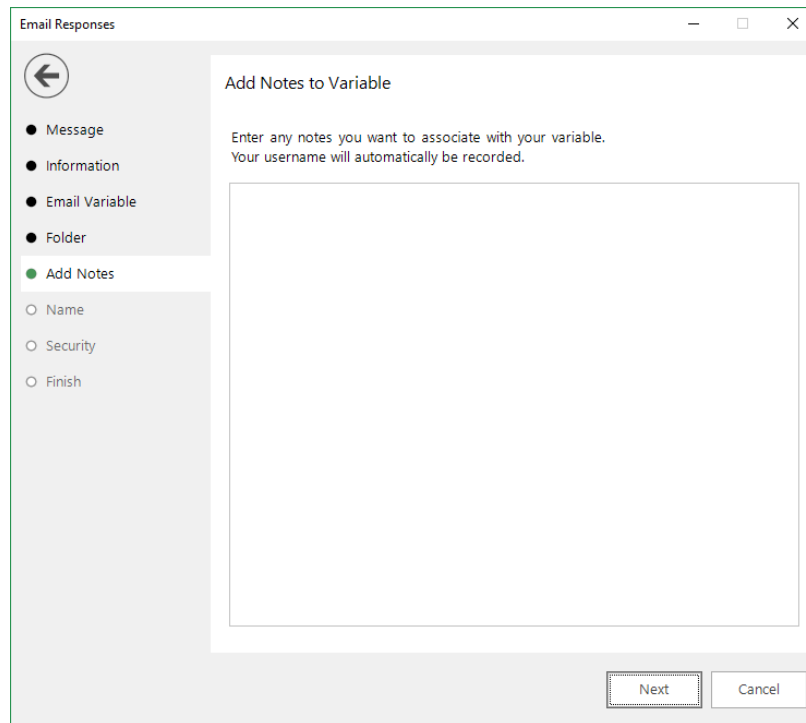 Email Responses
Add Notes to Variable
Message
Enter any notes you want to associate with your variable.
Your username will automatically be recorded.
Information
Email Variable
Folder
Add Notes
Name
Security
Finish
Next
Cancel